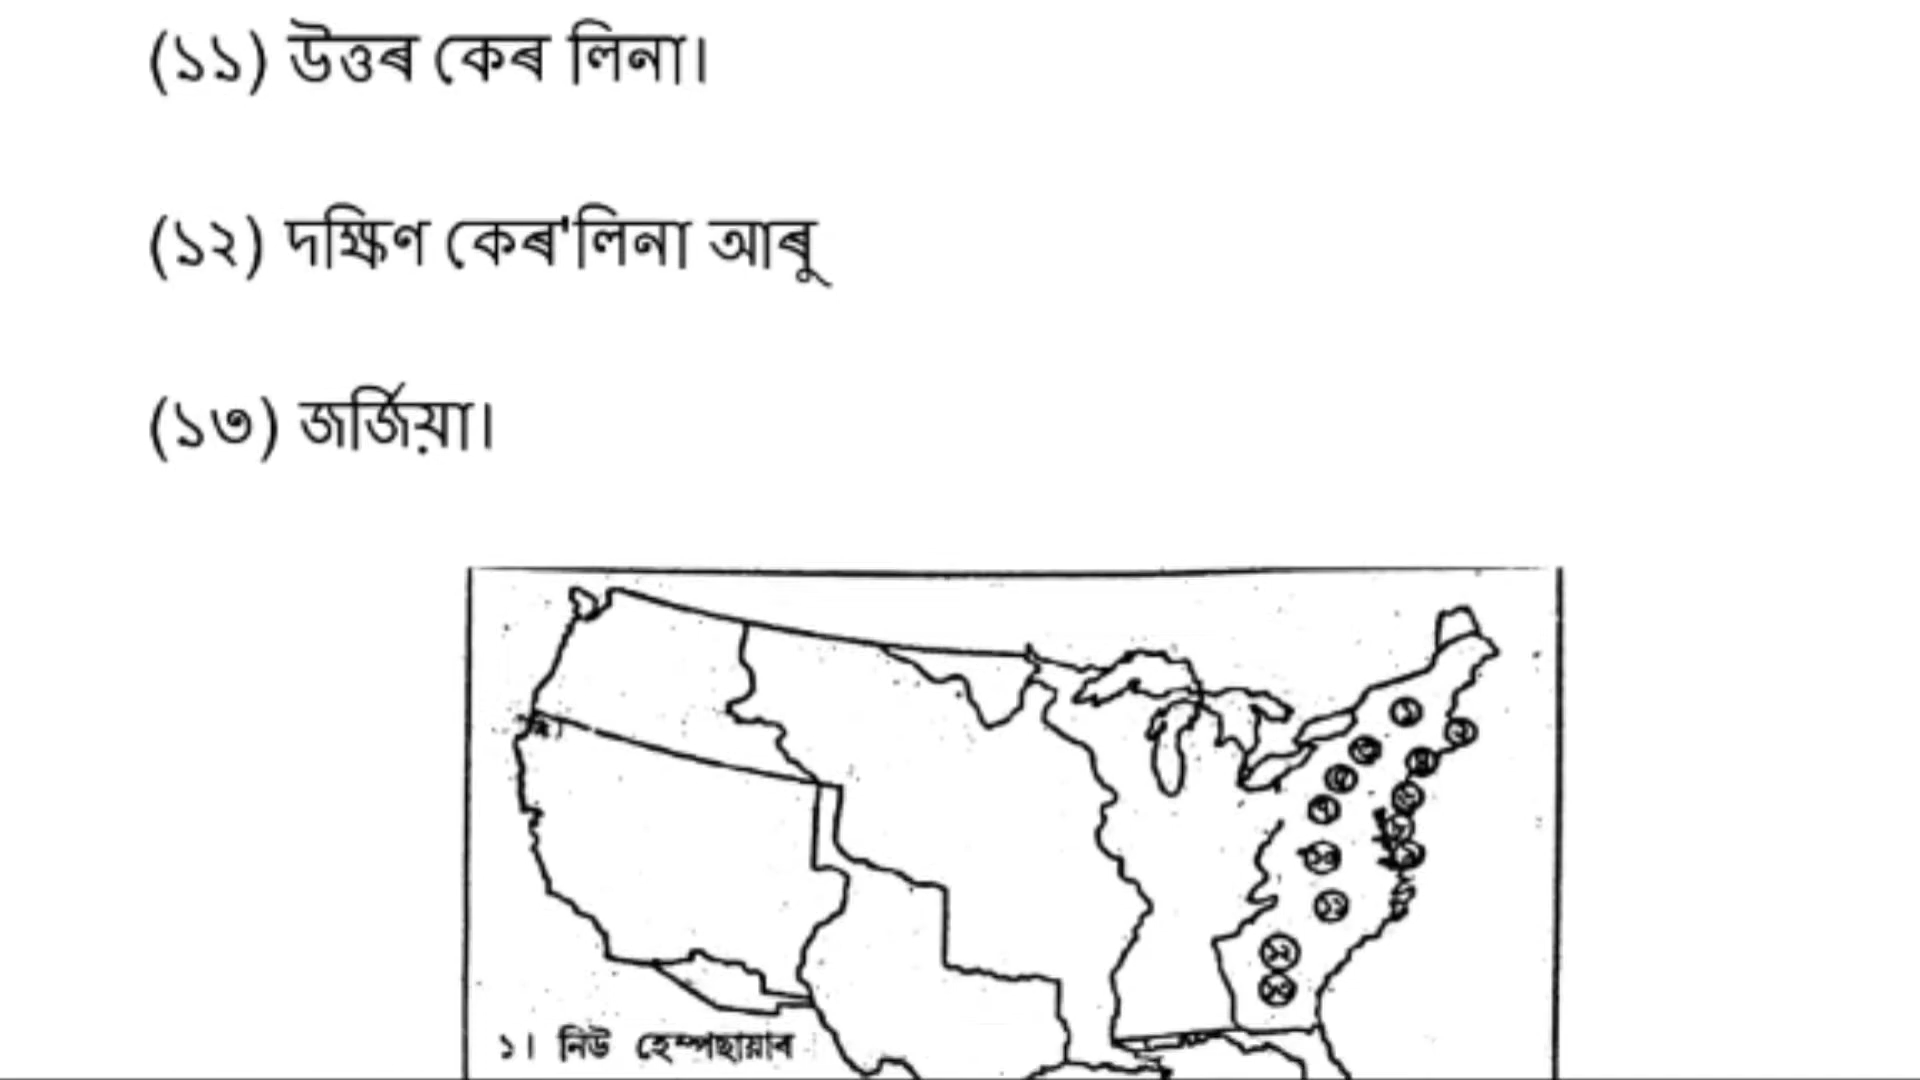 (১১) উত্তৰ কেৰ লিনা।
(১২) দক্ষিণ কেৰ'লিনা আৰু
(১৩) জৰ্জিয়া।
১। নিউ হেম্পছায়াৰ